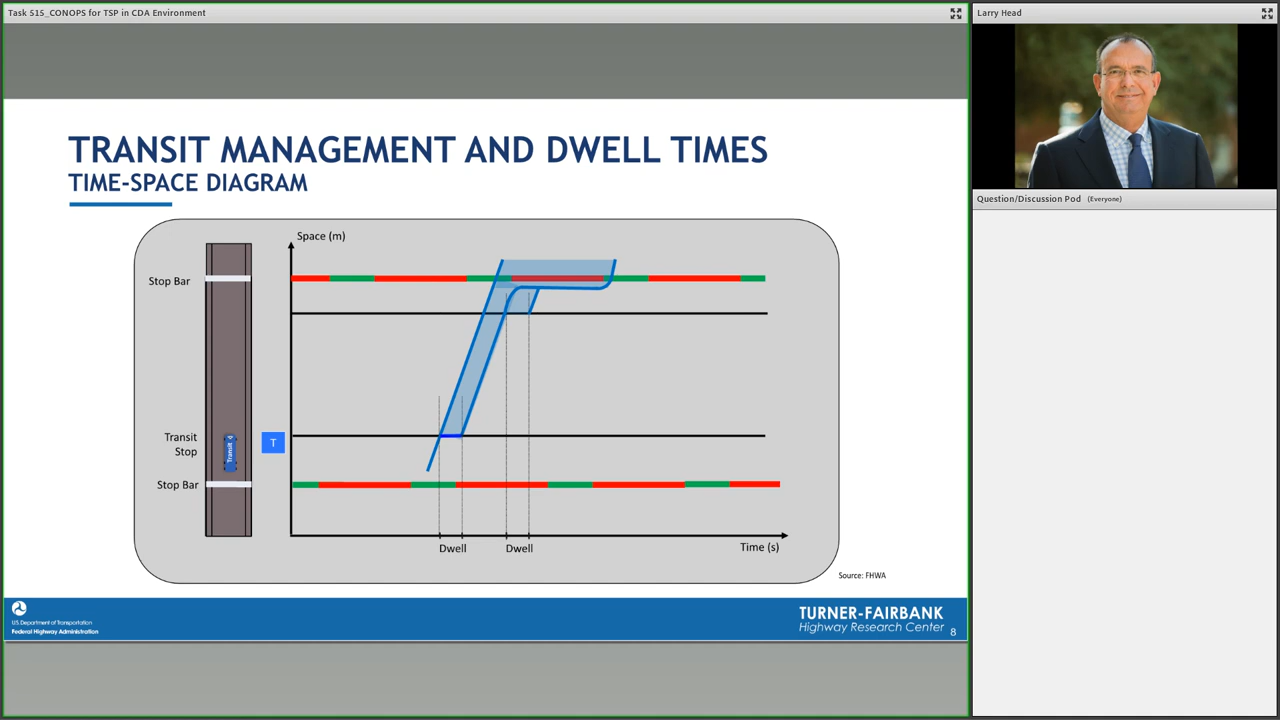 Task 515_CONOPS for TSP in CDA Environment
Larry Head
Question/Discussion Pod (Everyone)
TRANSIT MANAGEMENT AND DWELL TIMES
TIME-SPACE DIAGRAM
Space (m)
Stop Bar
Transit
Stop
T
Transit
Stop Bar
Dwell
Dwell
Time (s)
Source: FHWA
U.S Department of Transportation
Federal Highway Administration
TURNER-FAIRBANK
Highway Research Center
8